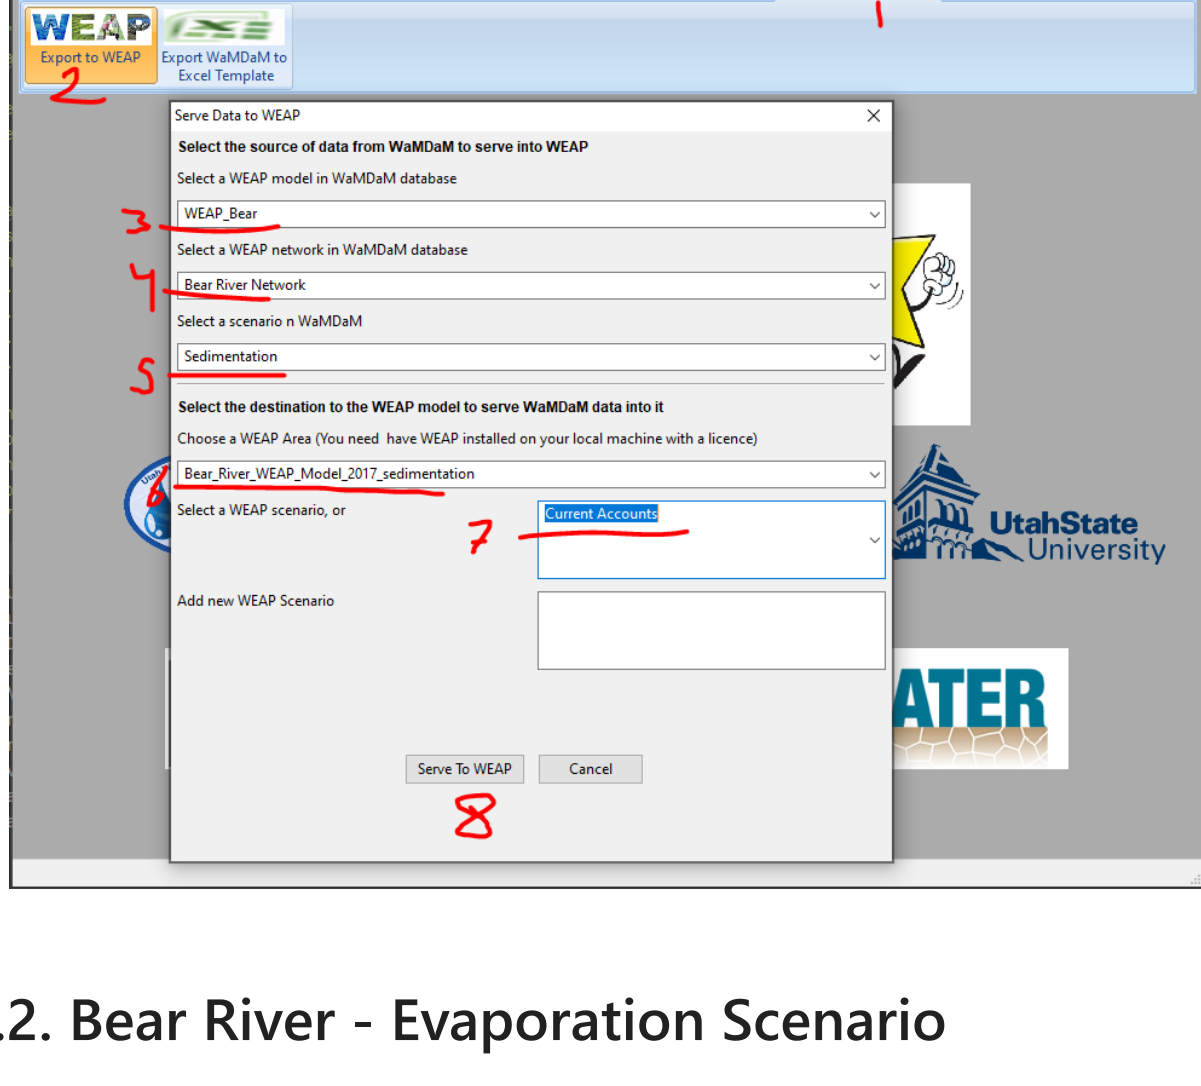 1
WEAP
Export to WEAP
Export WaMDaM to
Excel Template
2
Serve Data to WEAP
Select the source of data from WaMDaM to serve into WEAP
Select a WEAP model in WaMDaM database
3 WEAP_Bear
Select a WEAP network in WaMDaM database
4 Bear River Network
Select a scenario n WaMDaM
5 Sedimentation
Select the destination to the WEAP model to serve WaMDaM data into it
Choose a WEAP Area (You need have WEAP installed on your local machine with a licence)
6 Bear_River_WEAP_Model_2017_sedimentation
Utah
Select a WEAP scenario, or
7 Current Accounts
UtahState
University
Add new WEAP Scenario
ATER
Serve To WEAP
Cancel
8
.2. Bear River - Evaporation Scenario